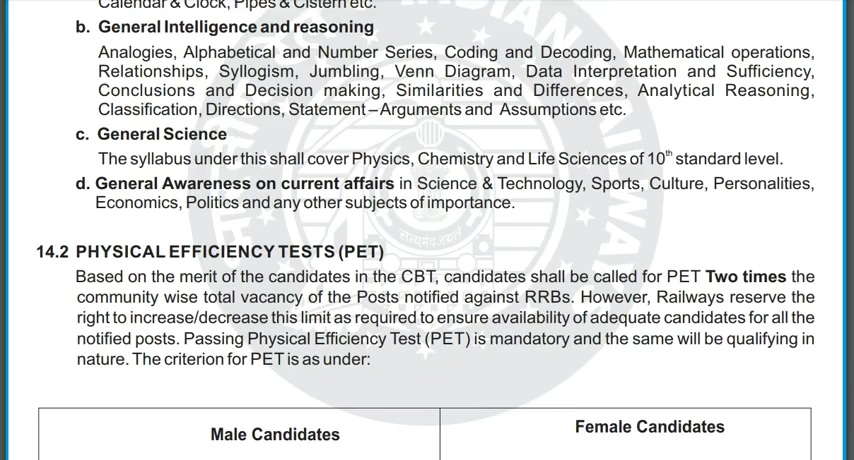 Calendar & Clock, Pipes & Cistern etc.
b. General Intelligence and reasoning
Analogies, Alphabetical and Number Series, Coding and Decoding, Mathematical operations,
Relationships, Syllogism, Jumbling, Venn Diagram, Data Interpretation and Sufficiency,
Conclusions and Decision making, Similarities and Differences, Analytical Reasoning,
Classification, Directions, Statement – Arguments and Assumptions etc.
c. General Science
The syllabus under this shall cover Physics, Chemistry and Life Sciences of 10th standard level.
d. General Awareness on current affairs in Science & Technology, Sports, Culture, Personalities,
Economics, Politics and any other subjects of importance.
सत्यमेव जयते
14.2 PHYSICAL EFFICIENCY TESTS (PET)
Based on the merit of the candidates in the CBT, candidates shall be called for PET Two times the
community wise total vacancy of the Posts notified against RRBs. However, Railways reserve the
right to increase/decrease this limit as required to ensure availability of adequate candidates for all the
notified posts. Passing Physical Efficiency Test (PET) is mandatory and the same will be qualifying in
nature. The criterion for PET is as under:
Male Candidates
Female Candidates